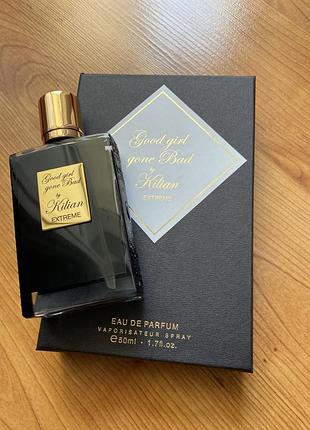 Good girl
gone Bad
by
Kilian
EXTREME
Good girl
gone Bad
by
Kilian
EXTREME
EAU DE PARFUM
VAPORISATEUR SPRAY
℮50ml - 1.7fl.oz.